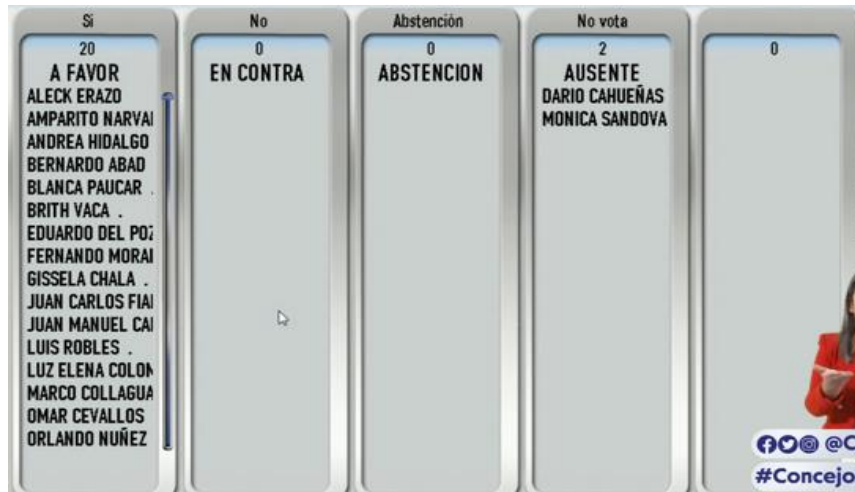 Si
20
A FAVOR
ALECK ERAZO
AMPARITO NARVAI
ANDREA HIDALGO
BERNARDO ABAD
BLANCA PAUCAR .
BRITH VACA .
EDUARDO DEL POZ
FERNANDO MORAI
GISSELA CHALA .
JUAN CARLOS FIAI
JUAN MANUEL CAI
LUIS ROBLES .
LUZ ELENA COLON
MARCO COLLAGUA
OMAR CEVALLOS
ORLANDO NUÑEZ
No
0
EN CONTRA
Abstención
0
ABSTENCION
No vota
2
AUSENTE
DARIO CAHUEÑAS
MONICA SANDOVA
0
@C
#Concejo